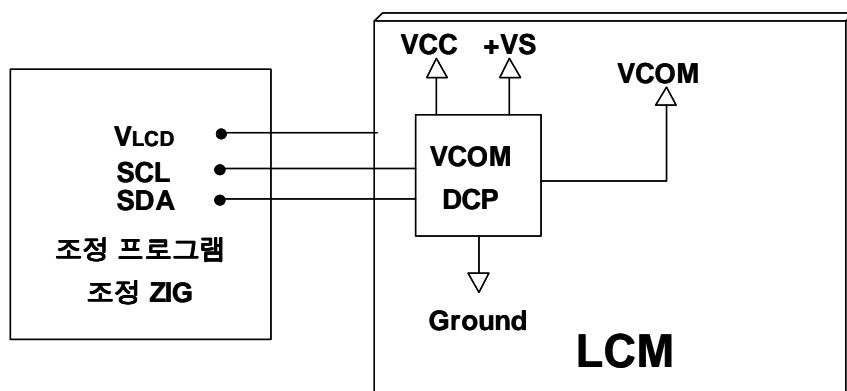 VLCD
SCL
SDA
조정 프로그램
조정 ZIG
VCC +VS
VCOM
VCOM
DCP
Ground
LCM